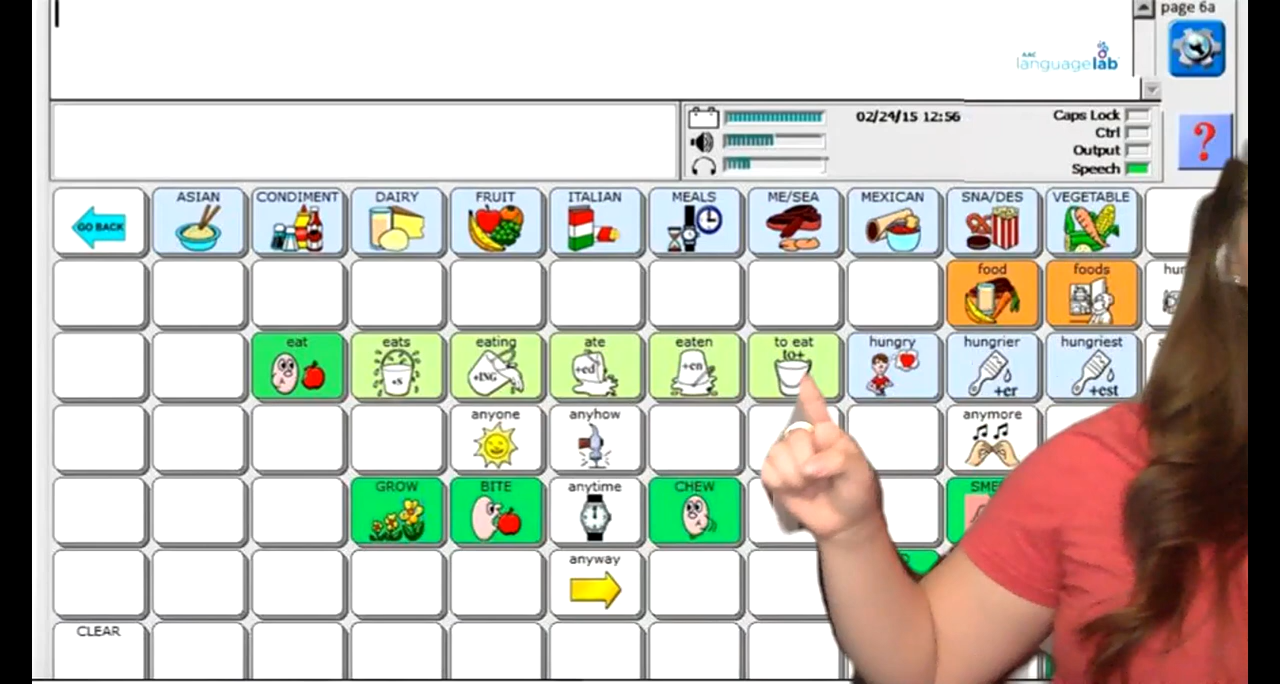 page 6a
AAC
languagelab
02/24/15 12:56
Caps Lock
Ctrl
Output
Speech
?
GO BACK
ASIAN CONDIMENT DAIRY FRUIT ITALIAN MEALS ME/SEA MEXICAN SNA/DES VEGETABLE
food foods hun
eat eats eating ate eaten to eat hungry hungrier hungriest
+s +ING +ed +en to+ +er +est
anyone anyhow anymore
GROW BITE anytime CHEW SME
anyway
CLEAR